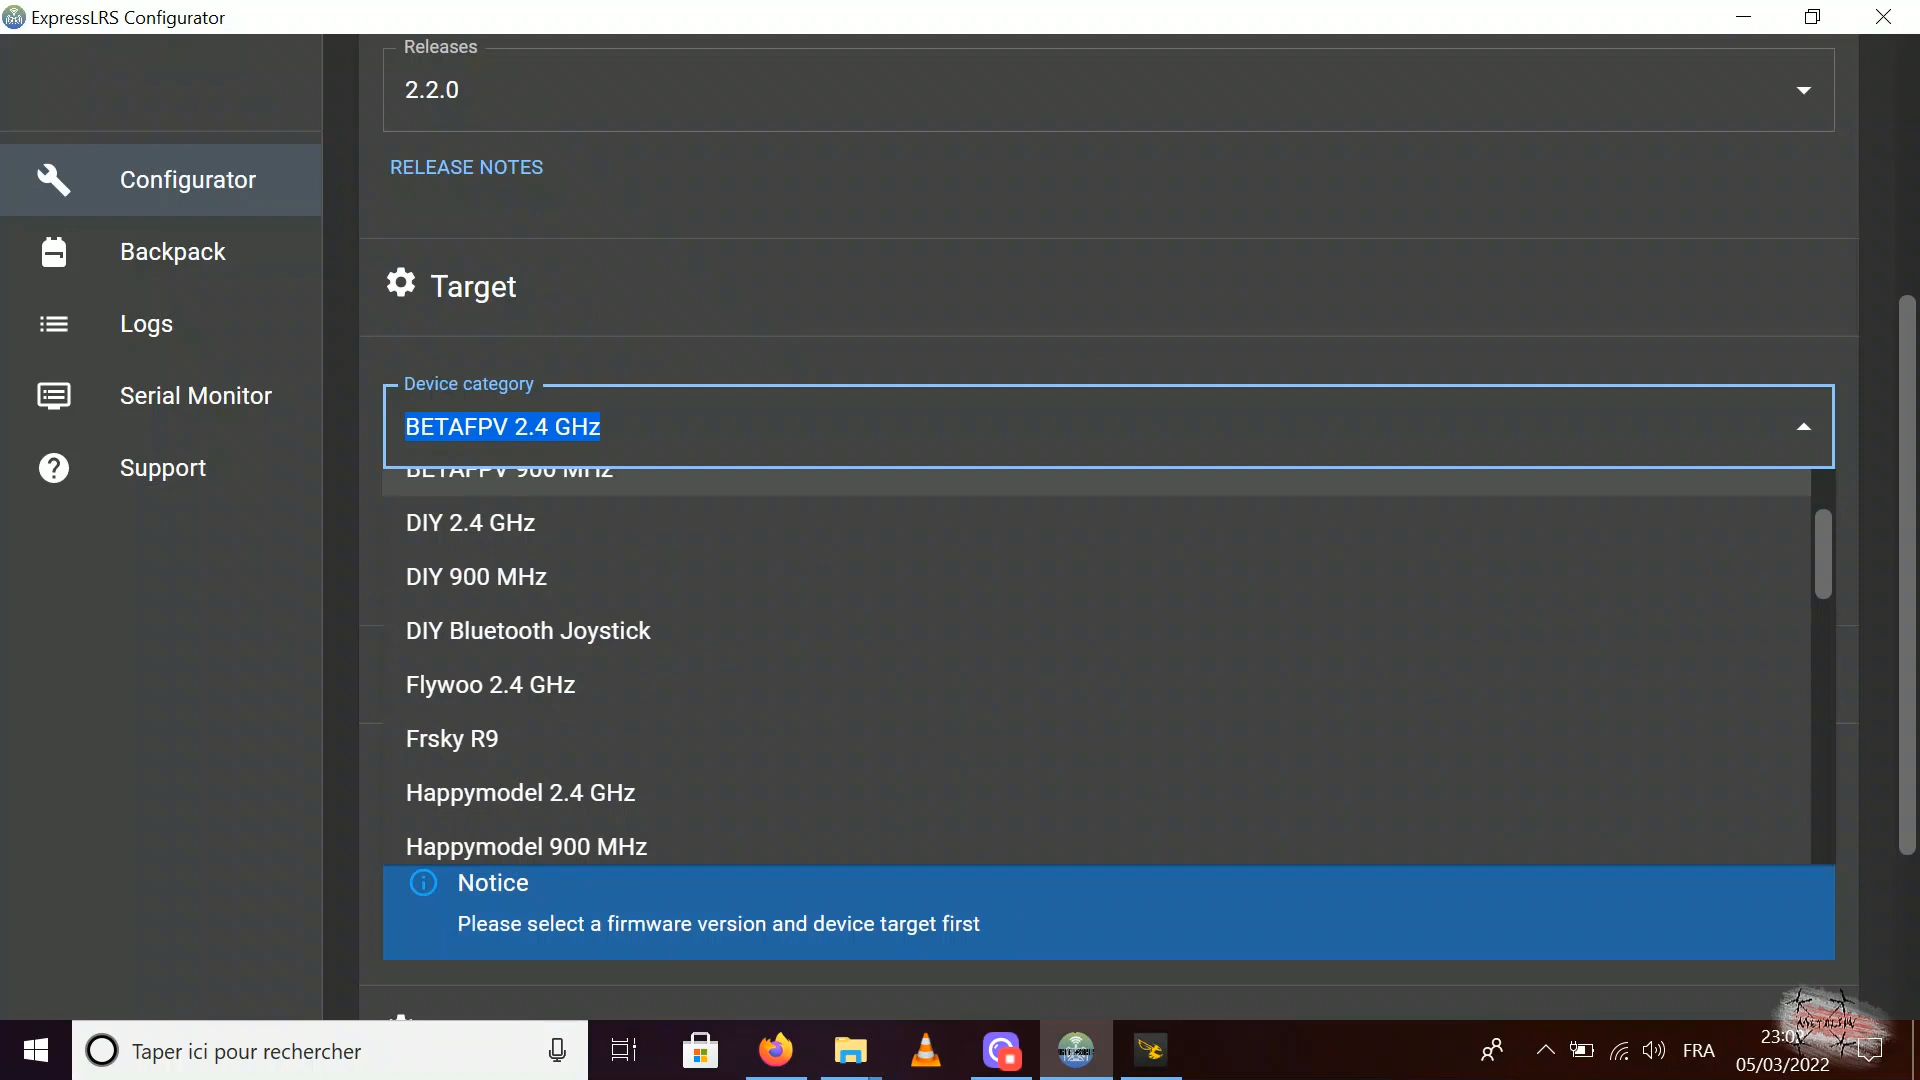 ExpressLRS Configurator
Releases
2.2.0
RELEASE NOTES
Configurator
Backpack
Logs
Serial Monitor
Support
Target
Device category
BETAFPV 2.4 GHz
BETAFPV 900 MHz
DIY 2.4 GHz
DIY 900 MHz
DIY Bluetooth Joystick
Flywoo 2.4 GHz
Frsky R9
Happymodel 2.4 GHz
Happymodel 900 MHz
Notice
Please select a firmware version and device target first
Taper ici pour rechercher
FRA
05/03/2022